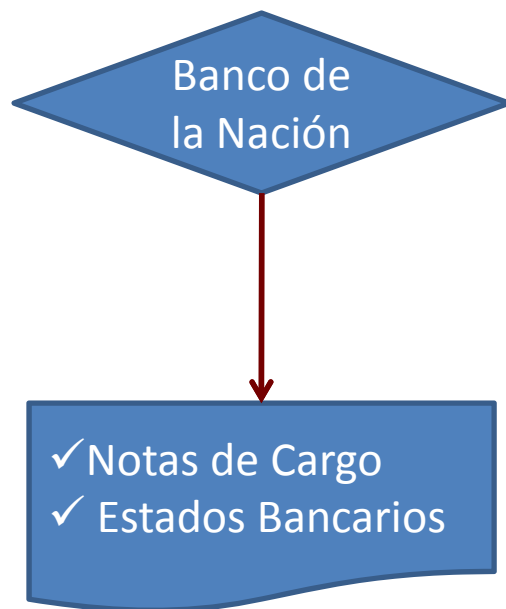 Banco de
la Nación
✓Notas de Cargo
✓ Estados Bancarios